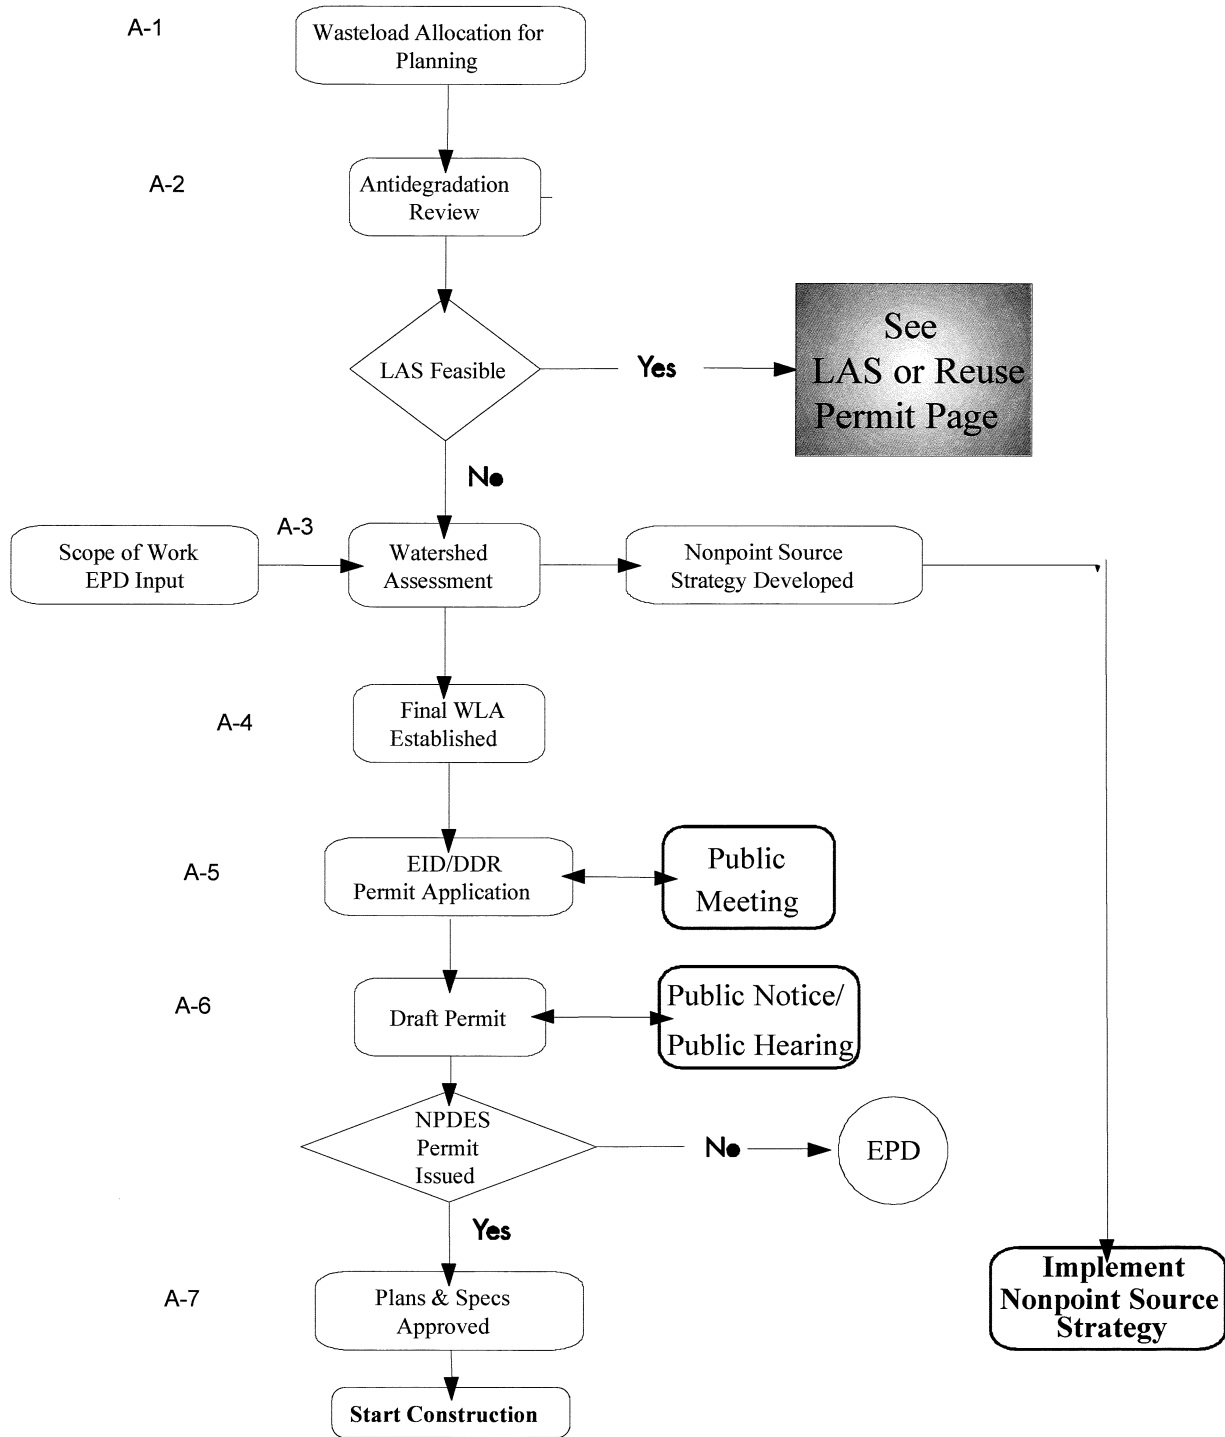 A-1
Wasteload Allocation for
Planning
A-2
Antidegradation
Review
LAS Feasible
Yes
See
LAS or Reuse
Permit Page
No
A-3
Scope of Work
EPD Input
Watershed
Assessment
Nonpoint Source
Strategy Developed
A-4
Final WLA
Established
A-5
EID/DDR
Permit Application
Public
Meeting
A-6
Draft Permit
Public Notice/
Public Hearing
NPDES
Permit
Issued
No
EPD
Yes
A-7
Plans & Specs
Approved
Implement
Nonpoint Source
Strategy
Start Construction